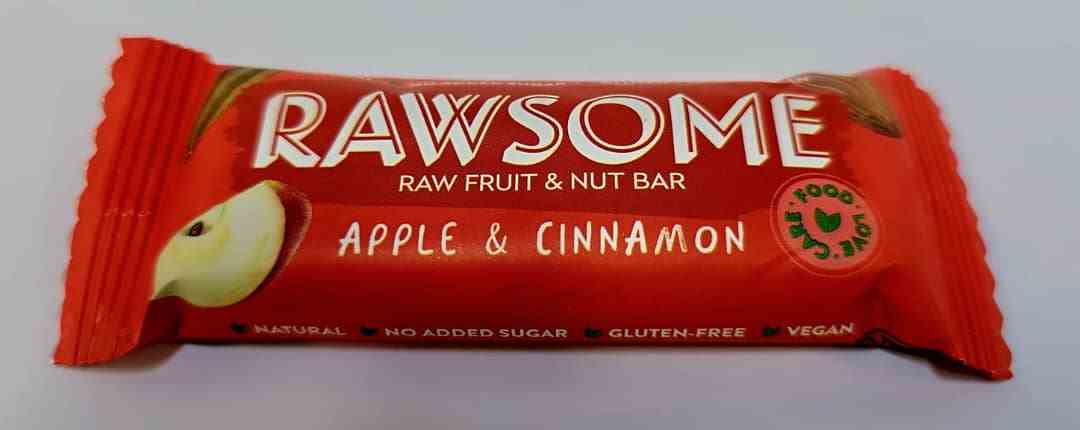 RAWSOME
RAW FRUIT & NUT BAR
APPLE & CINNAMON
FOOD · LOVE · CARE ·
NATURAL NO ADDED SUGAR GLUTEN-FREE VEGAN